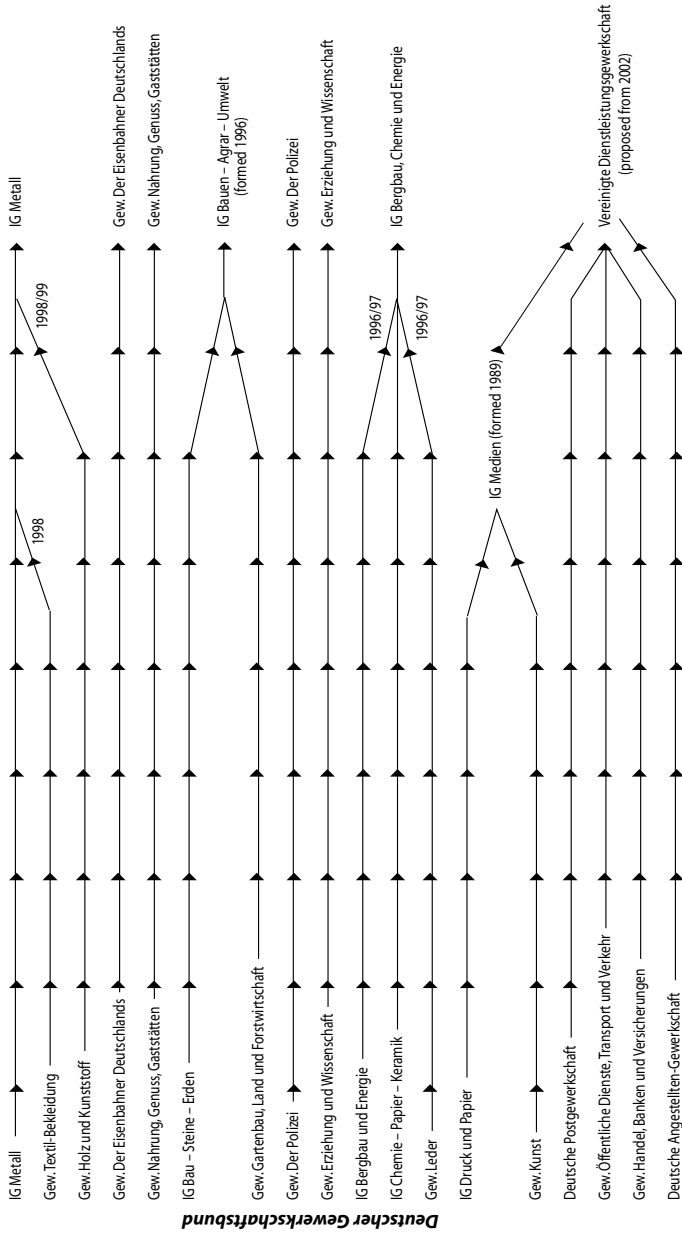 IG Metall
Gew. Textil-Bekleidung
Gew. Holz und Kunststoff
Gew. Der Eisenbahner Deutschlands
Gew. Nahrung, Genuss, Gaststätten
IG Bau – Steine – Erden
Gew. Gartenbau, Land und Forstwirtschaft
Gew. Der Polizei
Gew. Erziehung und Wissenschaft
IG Bergbau und Energie
IG Chemie – Papier – Keramik
Gew. Leder
IG Druck und Papier
Gew. Kunst
Deutsche Postgewerkschaft
Gew. Öffentliche Dienste, Transport und Verkehr
Gew. Handel, Banken und Versicherungen
Deutsche Angestellten-Gewerkschaft
Deutscher Gewerkschaftsbund
1998
1998/99
1996/97
1996/97
IG Medien (formed 1989)
IG Metall
Gew. Der Eisenbahner Deutschlands
Gew. Nahrung, Genuss, Gaststätten
IG Bauen – Agrar – Umwelt
(formed 1996)
Gew. Der Polizei
Gew. Erziehung und Wissenschaft
IG Bergbau, Chemie und Energie
Vereinigte Dienstleistungsgewerkschaft
(proposed from 2002)